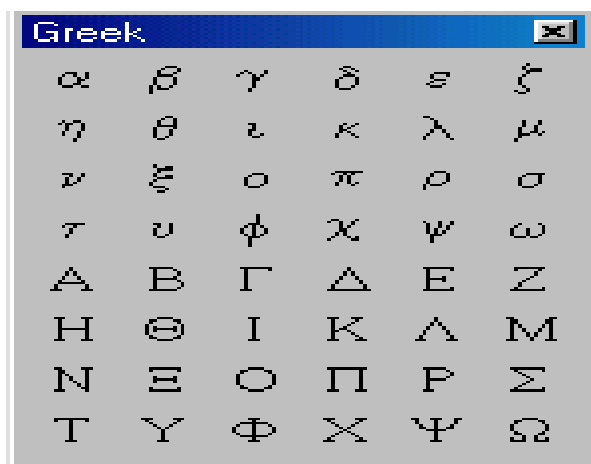 Greek
α β γ δ ε ζ
η θ ι κ λ μ
ν ξ ο π ρ σ
τ υ φ χ ψ ω
Α Β Γ Δ Ε Ζ
Η Θ Ι Κ Λ Μ
Ν Ξ Ο Π Ρ Σ
Τ Υ Φ Χ Ψ Ω